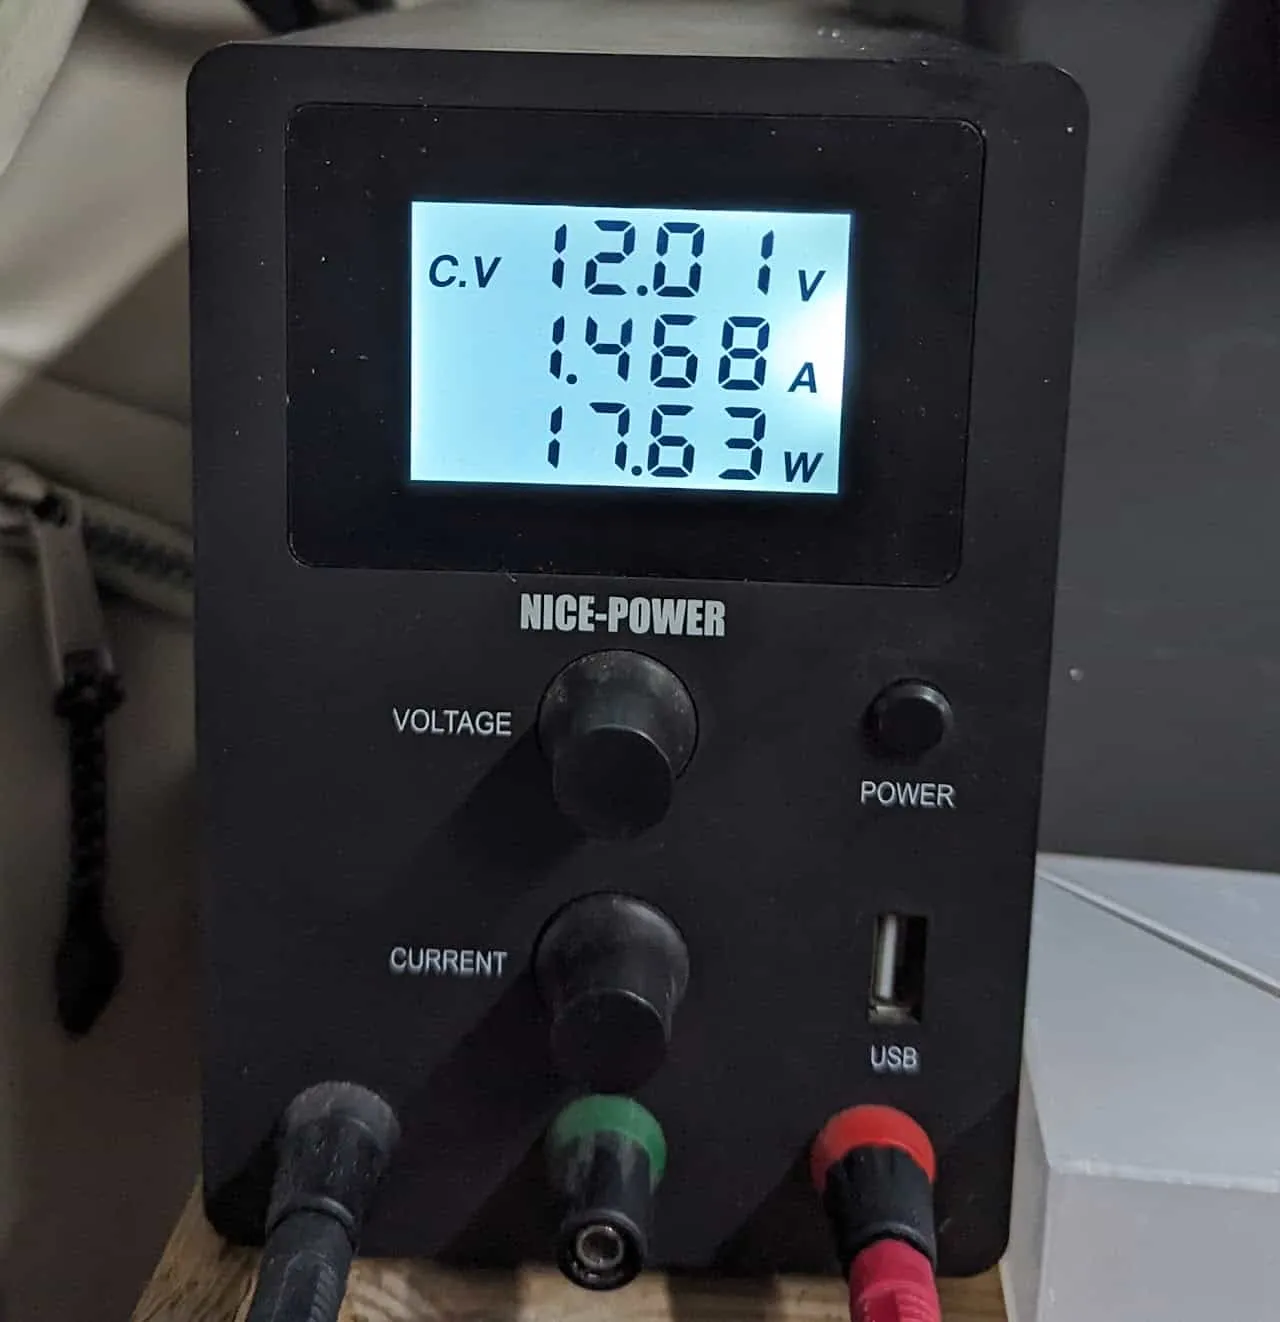 C.V 12.01 V
1.468 A
17.63 W
NICE-POWER
VOLTAGE
POWER
CURRENT
USB